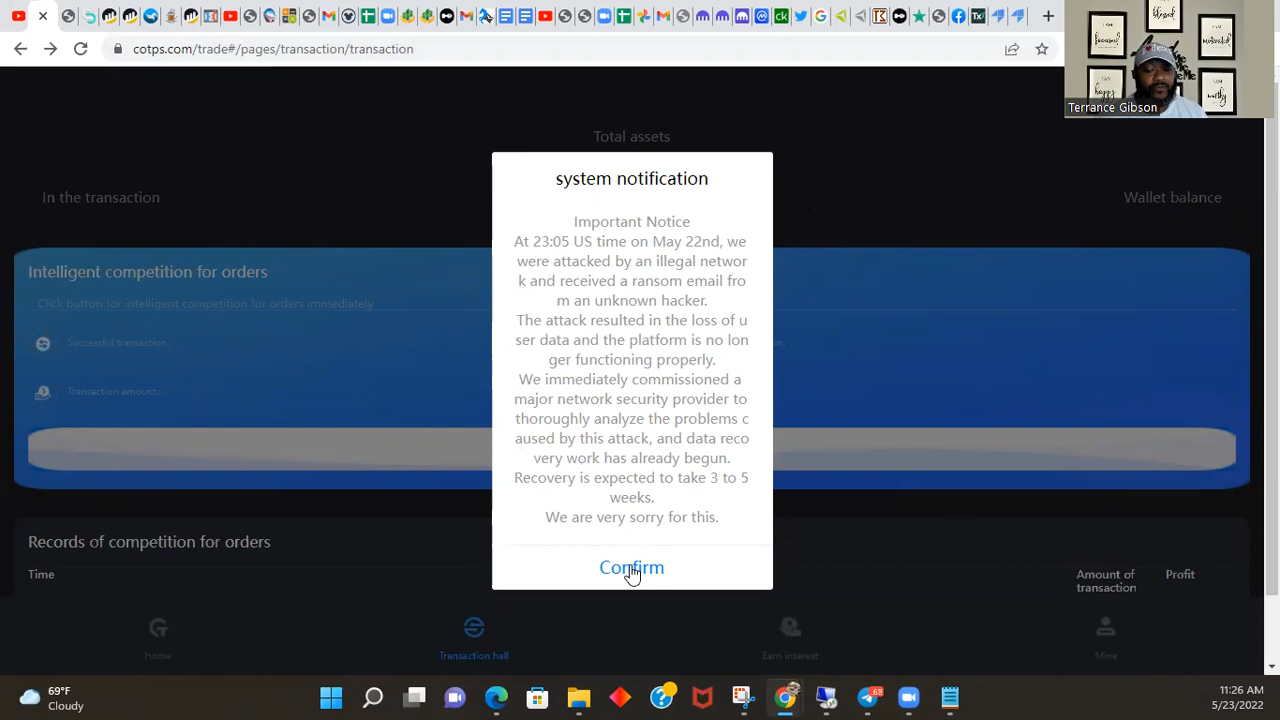 cotps.com/trade#/pages/transaction/transaction
Terrance Gibson
Total assets
In the transaction
Wallet balance
system notification
Important Notice
At 23:05 US time on May 22nd, we
were attacked by an illegal networ
k and received a ransom email fro
m an unknown hacker.
The attack resulted in the loss of u
ser data and the platform is no lon
ger functioning properly.
We immediately commissioned a
major network security provider to
thoroughly analyze the problems c
aused by this attack, and data reco
very work has already begun.
Recovery is expected to take 3 to 5
weeks.
We are very sorry for this.
Confirm
Intelligent competition for orders
Click button for intelligent competition for orders immediately
Successful transaction:
Transaction amount:
Records of competition for orders
Time
Amount of
transaction
Profit
Home
Transaction hall
Earn interest
Mine
69°F
Cloudy
11:26 AM
5/23/2022